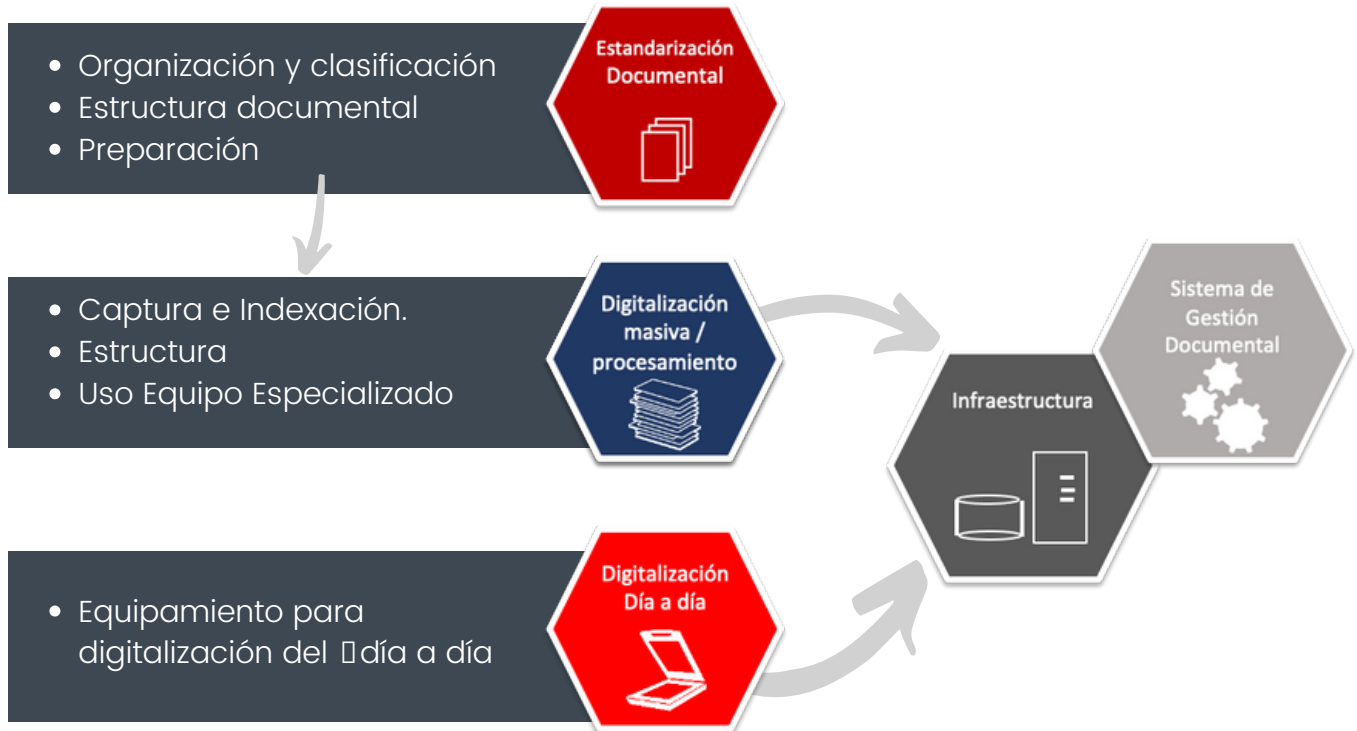 • Organización y clasificación
• Estructura documental
• Preparación
Estandarización
Documental
• Captura e Indexación.
• Estructura
• Uso Equipo Especializado
Digitalización
masiva /
procesamiento
• Equipamiento para
digitalización del ▯día a día
Digitalización
Día a día
Infraestructura
Sistema de
Gestión
Documental